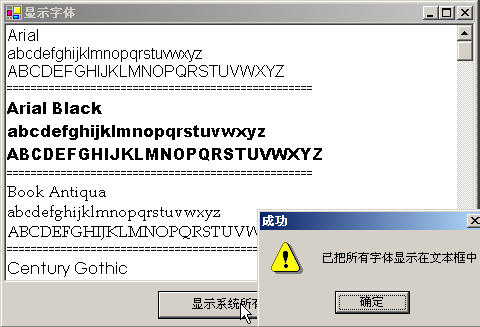 显示字体
Arial
abcdefghijklmnopqrstuvwxyz
ABCDEFGHIJKLMNOPQRSTUVWXYZ
==================================================
Arial Black
abcdefghijklmnopqrstuvwxyz
ABCDEFGHIJKLMNOPQRSTUVWXYZ
==================================================
Book Antiqua
abcdefghijklmnopqrstuvwxyz
ABCDEFGHIJKLMNOPQRSTUVW
==================================================
Century Gothic
显示系统所有
成功
已把所有字体显示在文本框中
确定